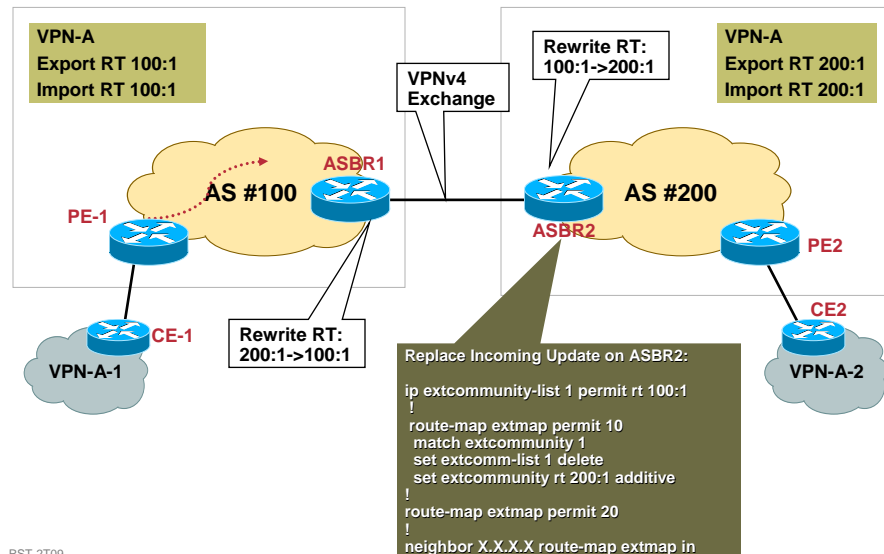 VPN-A
Export RT 100:1
Import RT 100:1
VPNv4
Exchange
Rewrite RT:
100:1->200:1
VPN-A
Export RT 200:1
Import RT 200:1
ASBR1
AS #100
PE-1
AS #200
ASBR2
PE2
CE-1
VPN-A-1
Rewrite RT:
200:1->100:1
CE2
VPN-A-2
Replace Incoming Update on ASBR2:
ip extcommunity-list 1 permit rt 100:1
!
route-map extmap permit 10
match extcommunity 1
set extcomm-list 1 delete
set extcommunity rt 200:1 additive
!
route-map extmap permit 20
!
neighbor X.X.X.X route-map extmap in